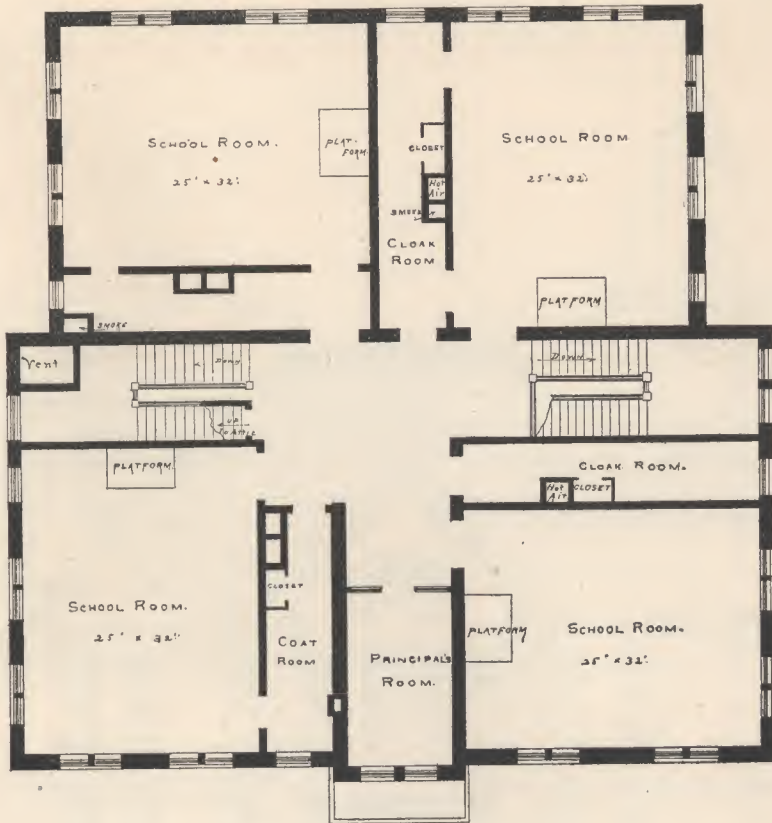 SCHOOL ROOM.
25' x 32'.
PLAT-
FORM.
CLOSET
Hot
Air
SMOKE
CLOAK
ROOM
SCHOOL ROOM
25' x 32'.
PLATFORM
SMOKE
Vent
DOWN
UP
TO ATTIC
DOWN
PLATFORM.
CLOAK ROOM.
Hot
Air
CLOSET
SCHOOL ROOM.
25' x 32'.
CLOSET
COAT
ROOM
PRINCIPAL'S
ROOM.
PLATFORM
SCHOOL ROOM.
25' x 32'.